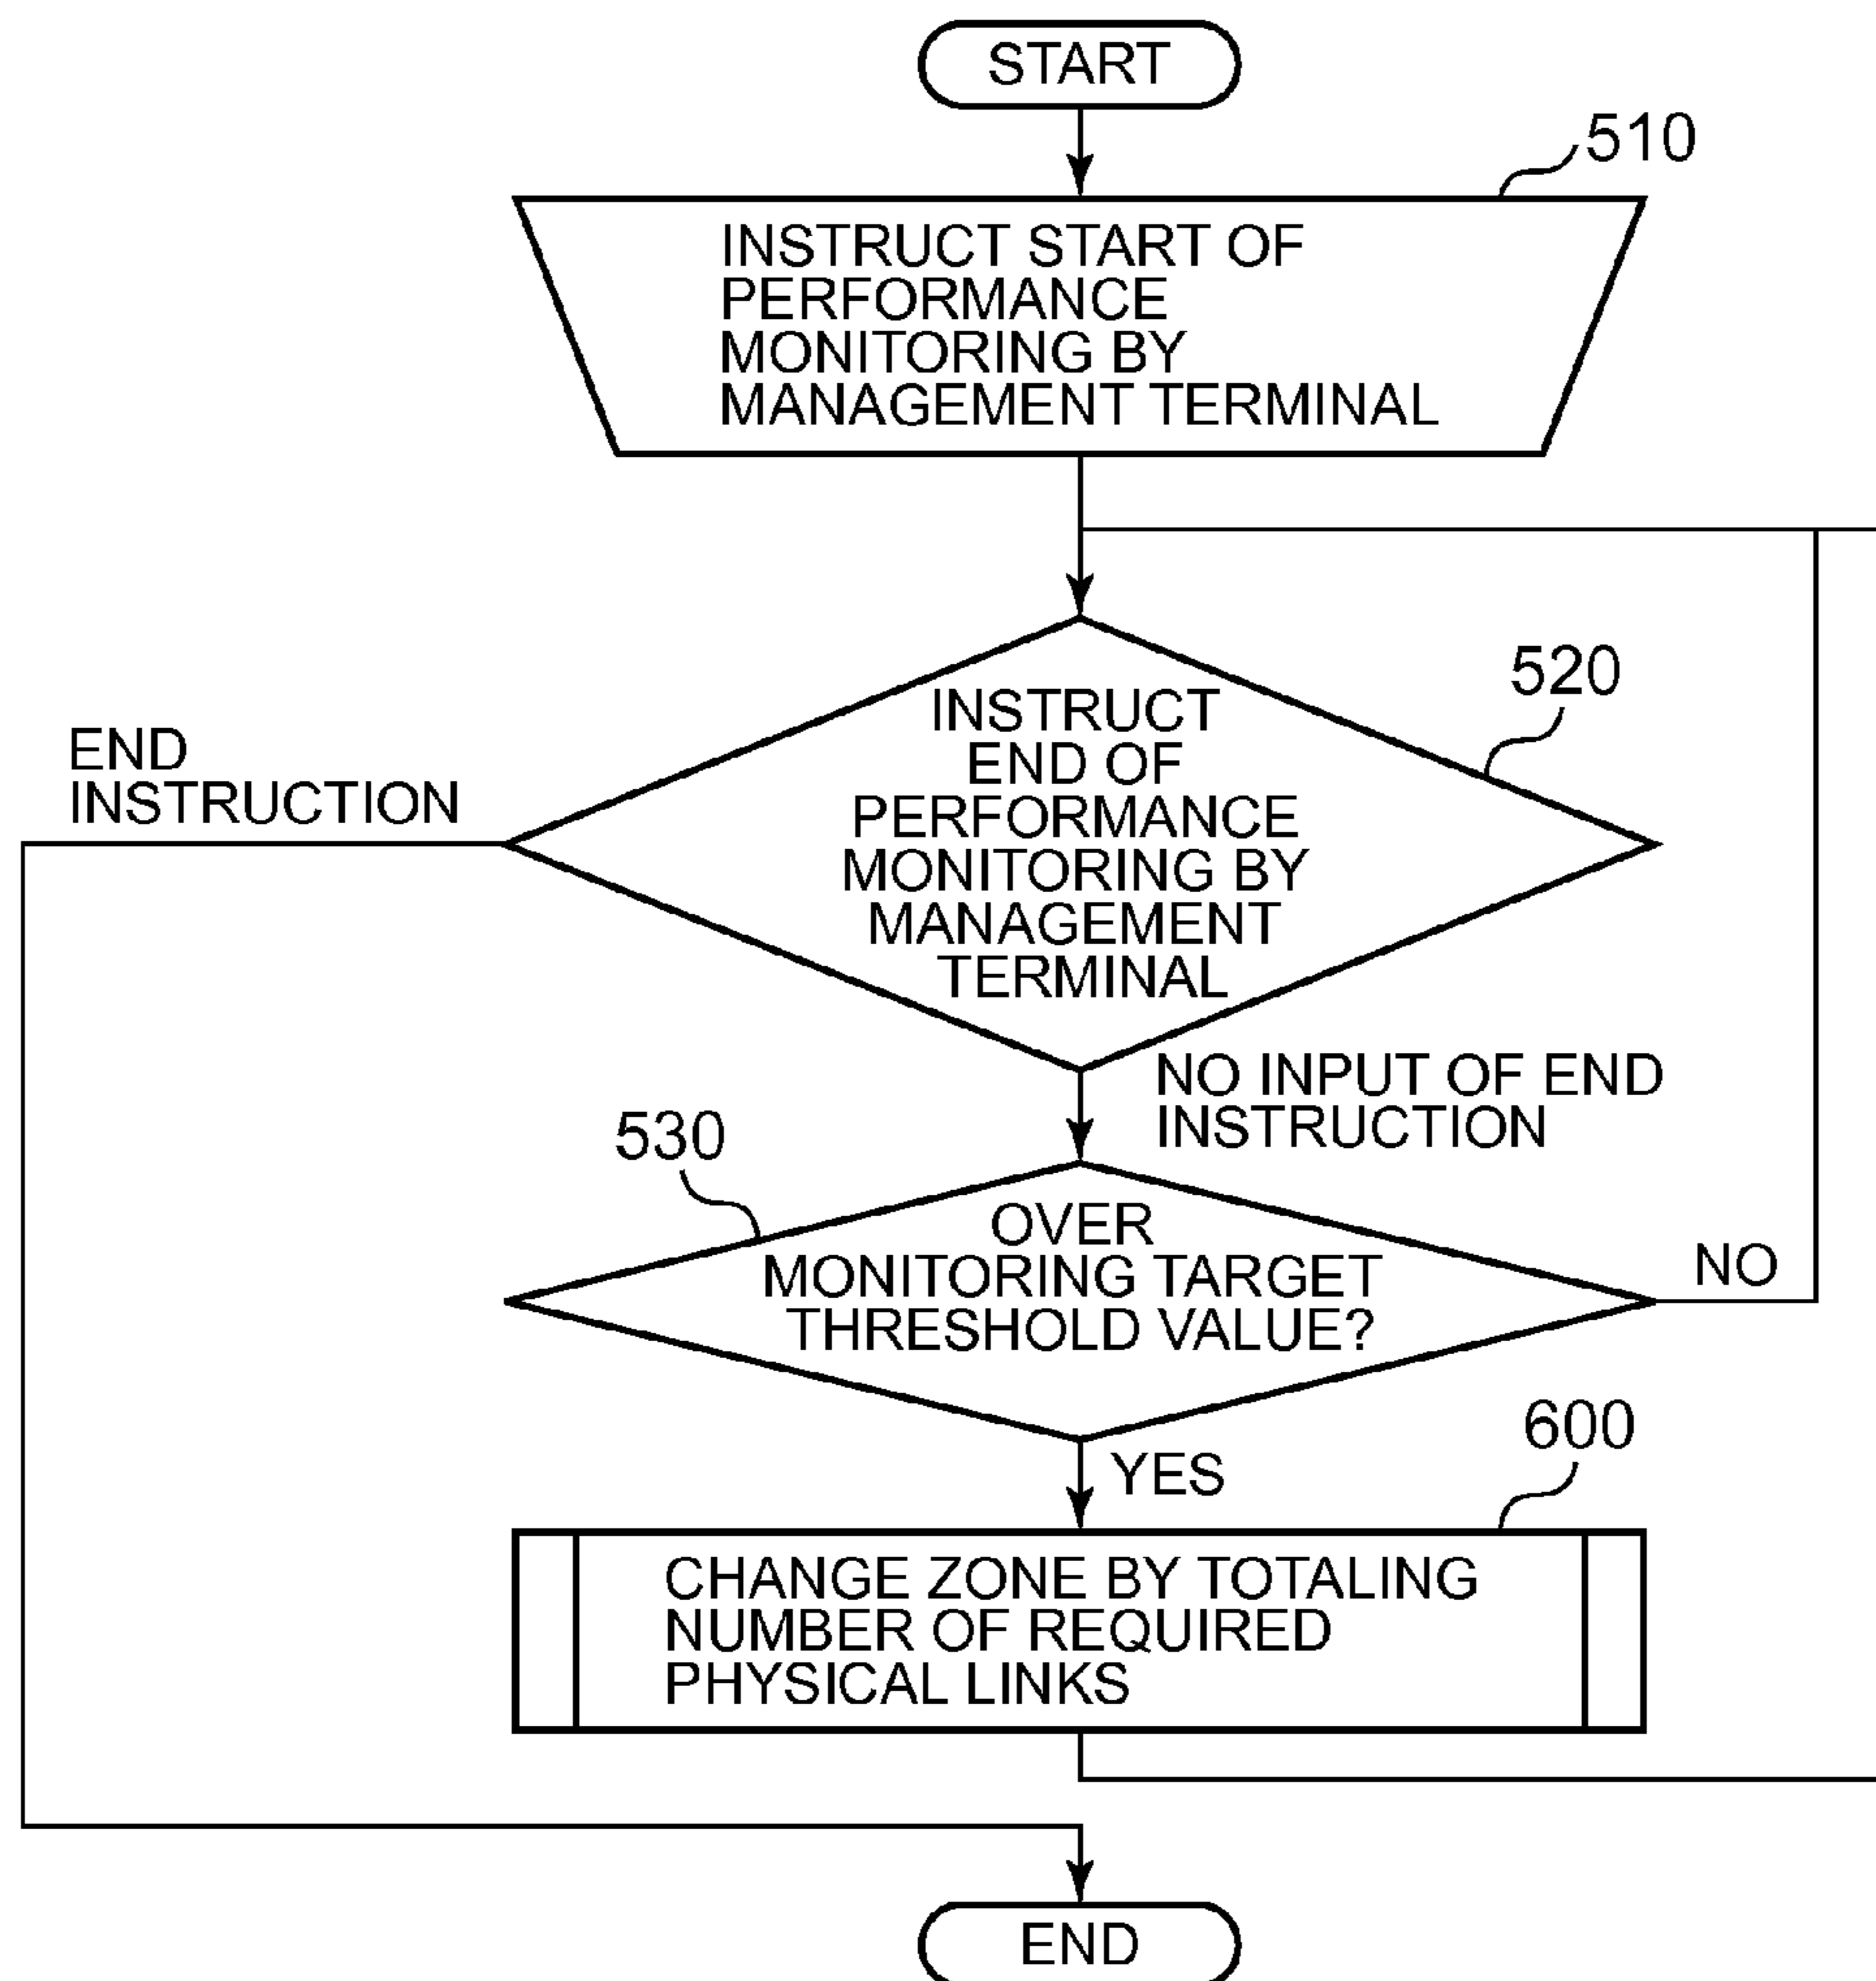 START
510
INSTRUCT START OF
PERFORMANCE
MONITORING BY
MANAGEMENT TERMINAL
520
INSTRUCT
END OF
PERFORMANCE
MONITORING BY
MANAGEMENT
TERMINAL
END
INSTRUCTION
NO INPUT OF END
INSTRUCTION
530
OVER
MONITORING TARGET
THRESHOLD VALUE?
NO
YES
600
CHANGE ZONE BY TOTALING
NUMBER OF REQUIRED
PHYSICAL LINKS
END